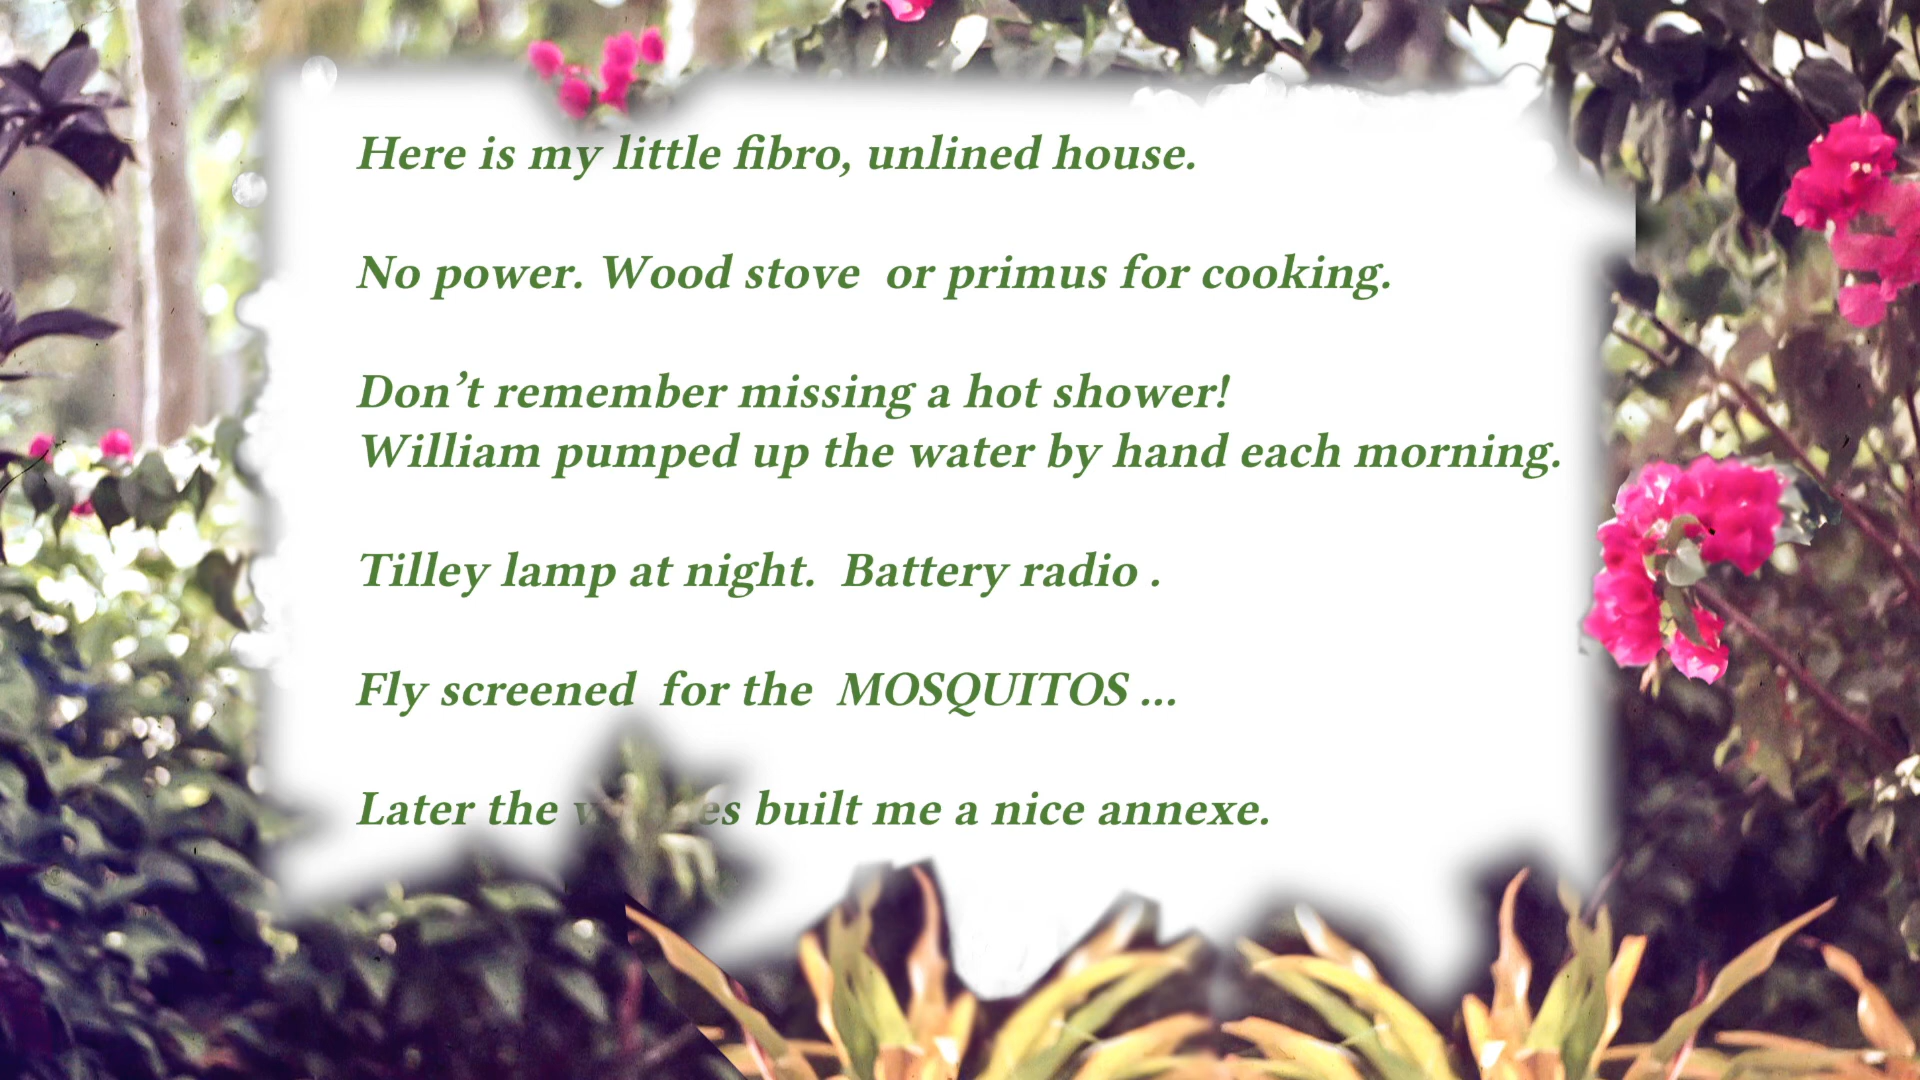 Here is my little fibro, unlined house.
No power. Wood stove  or primus for cooking.
Don’t remember missing a hot shower!
William pumped up the water by hand each morning.
Tilley lamp at night.  Battery radio .
Fly screened  for the  MOSQUITOS ...
Later the built me a nice annexe.